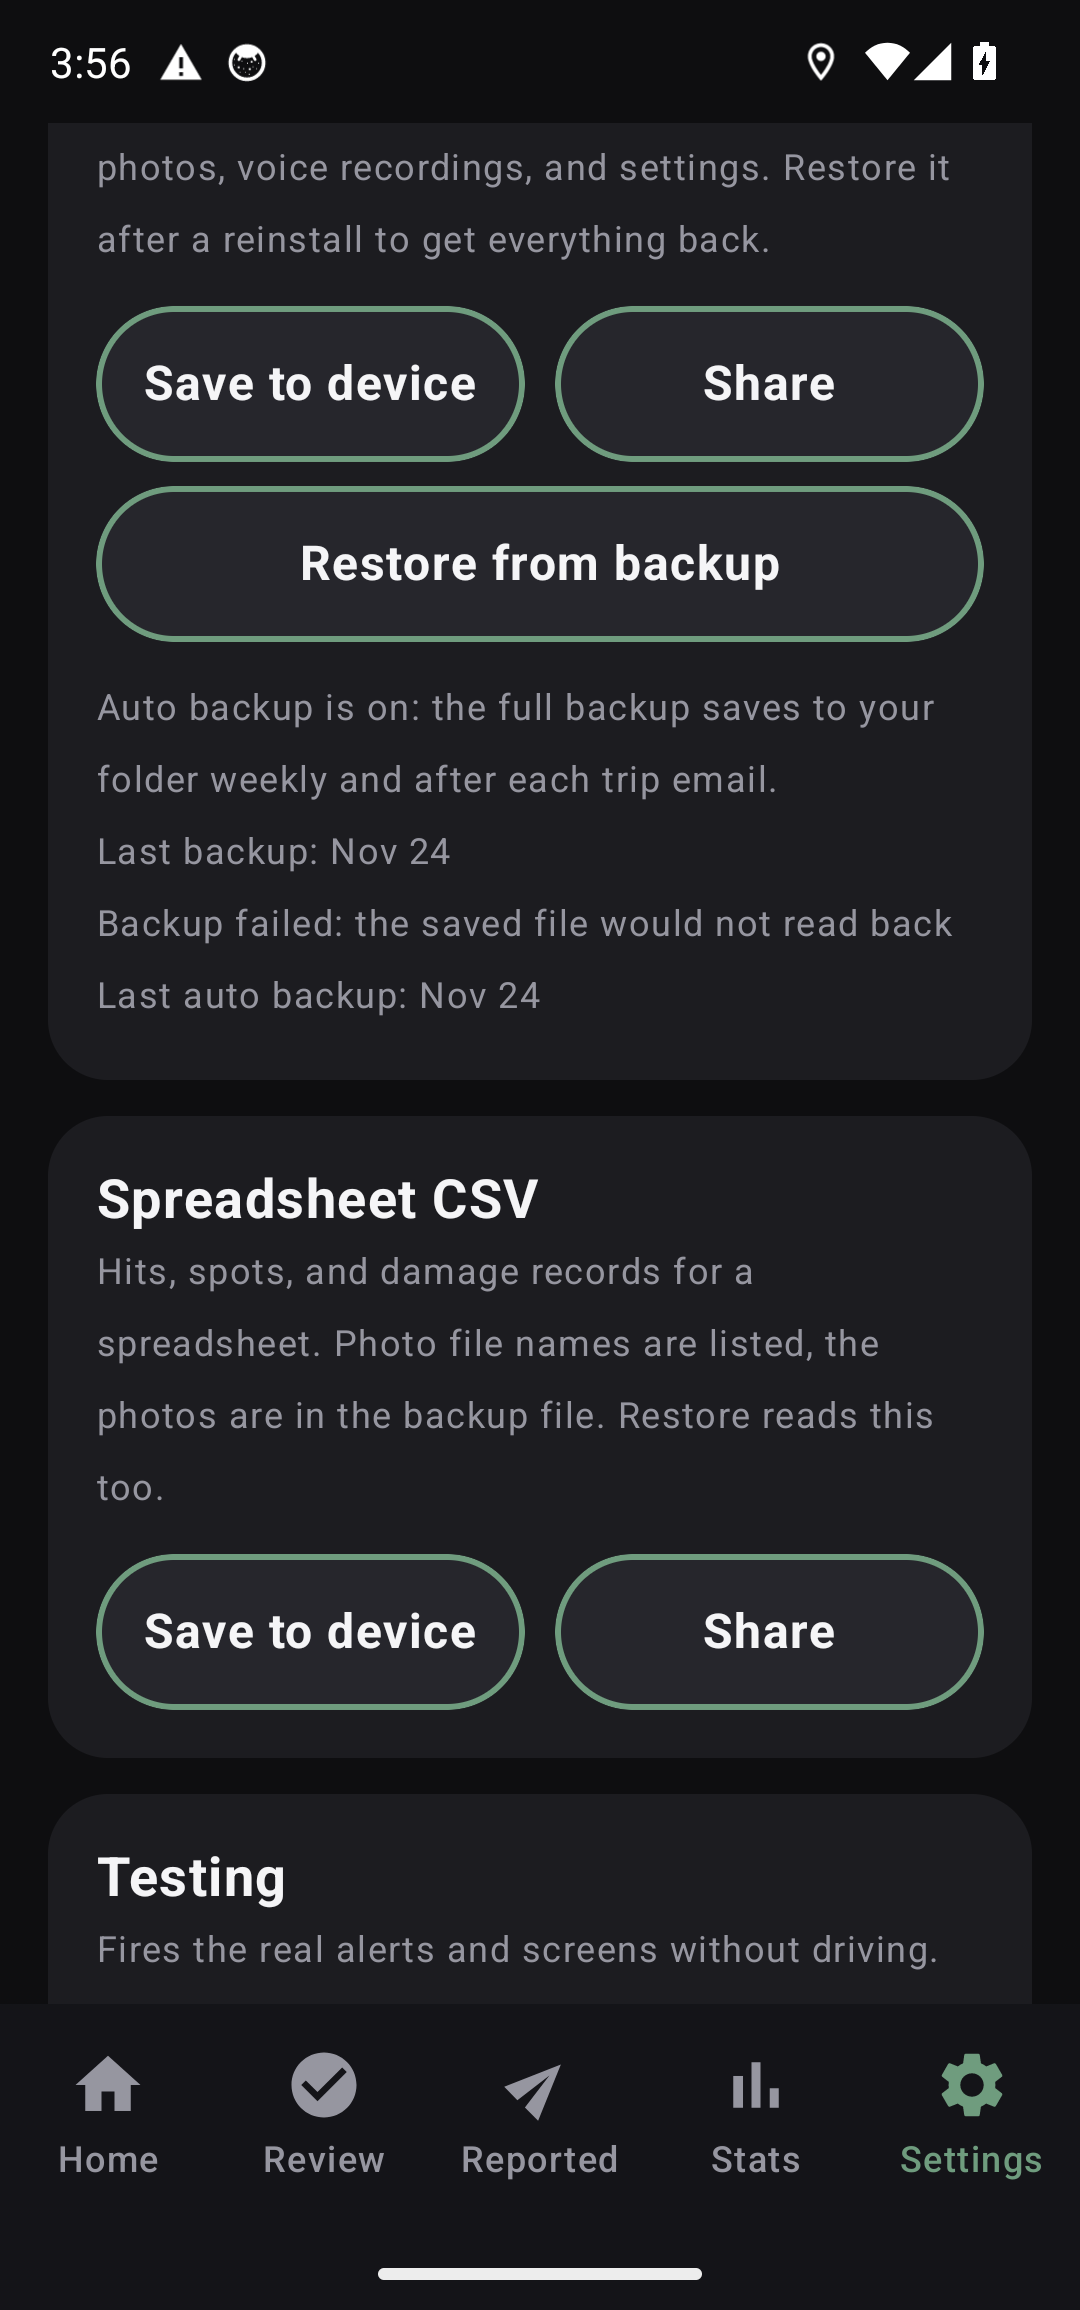 3:56
photos, voice recordings, and settings. Restore it
after a reinstall to get everything back.
Save to device
Share
Restore from backup
Auto backup is on: the full backup saves to your
folder weekly and after each trip email.
Last backup: Nov 24
Backup failed: the saved file would not read back
Last auto backup: Nov 24
Spreadsheet CSV
Hits, spots, and damage records for a
spreadsheet. Photo file names are listed, the
photos are in the backup file. Restore reads this
too.
Save to device
Share
Testing
Fires the real alerts and screens without driving.
Home
Review
Reported
Stats
Settings